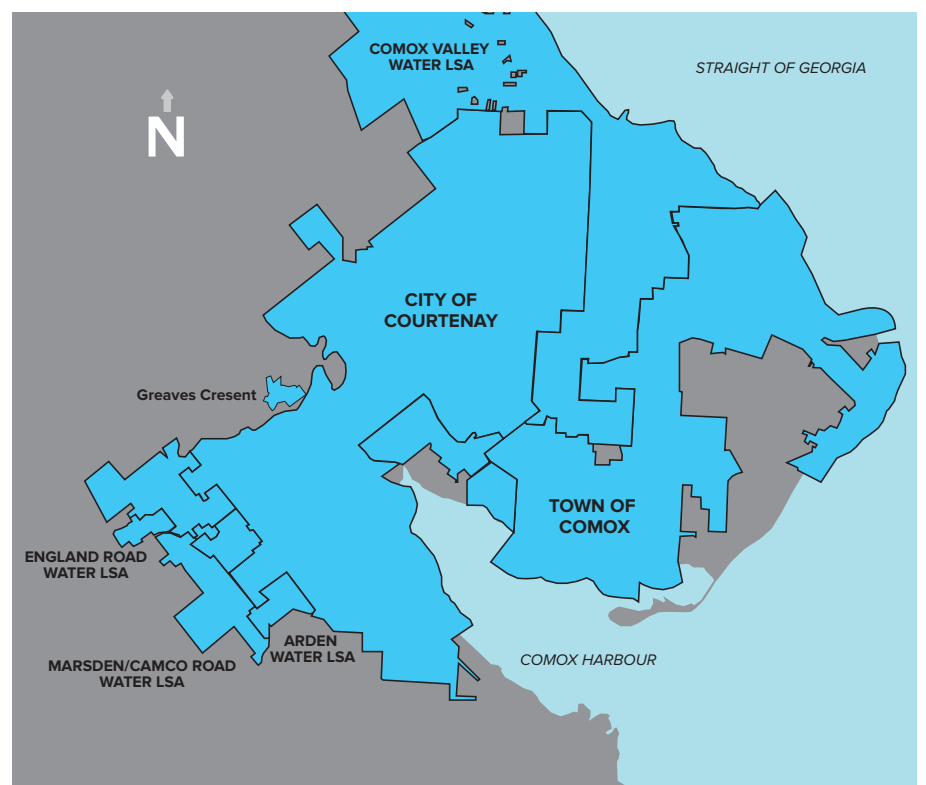 COMOX VALLEY
WATER LSA
STRAIGHT OF GEORGIA
N
CITY OF
COURTENAY
Greaves Cresent
TOWN OF
COMOX
ENGLAND ROAD
WATER LSA
ARDEN
WATER LSA
MARSDEN/CAMCO ROAD
WATER LSA
COMOX HARBOUR